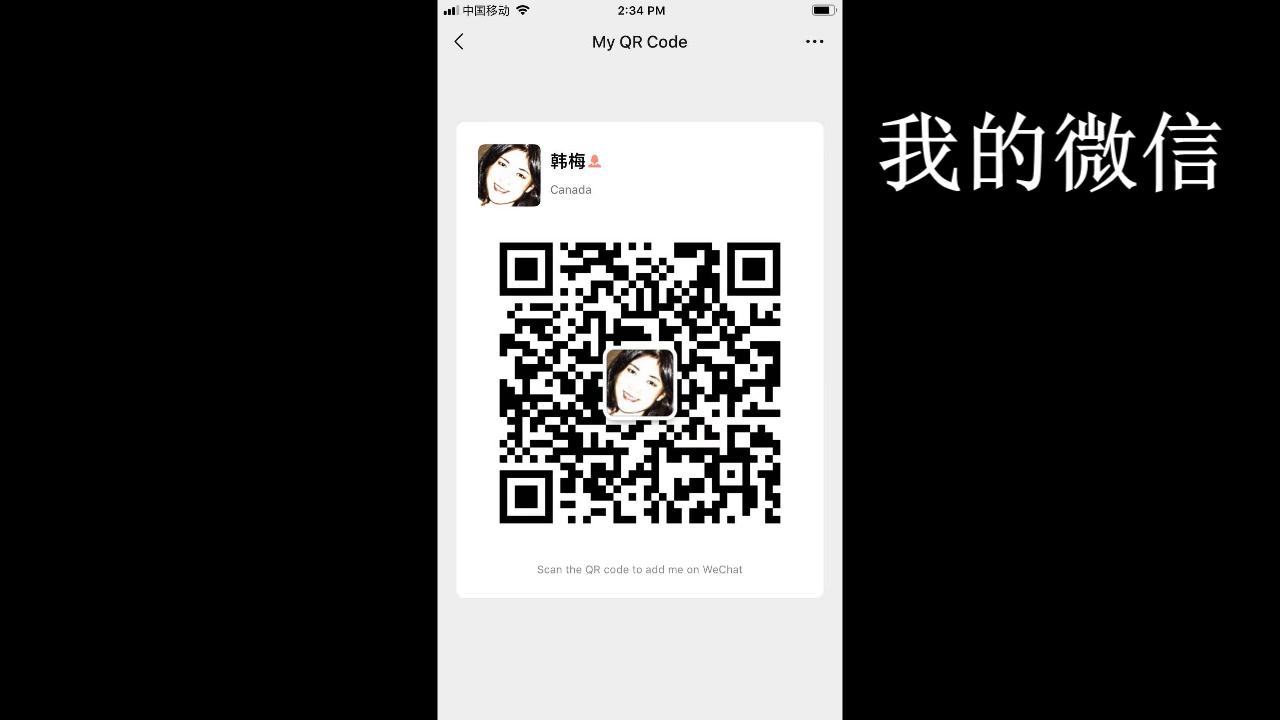 中国移动
2:34 PM
My QR Code
我的微信
韩梅
Canada
Scan the QR code to add me on WeChat